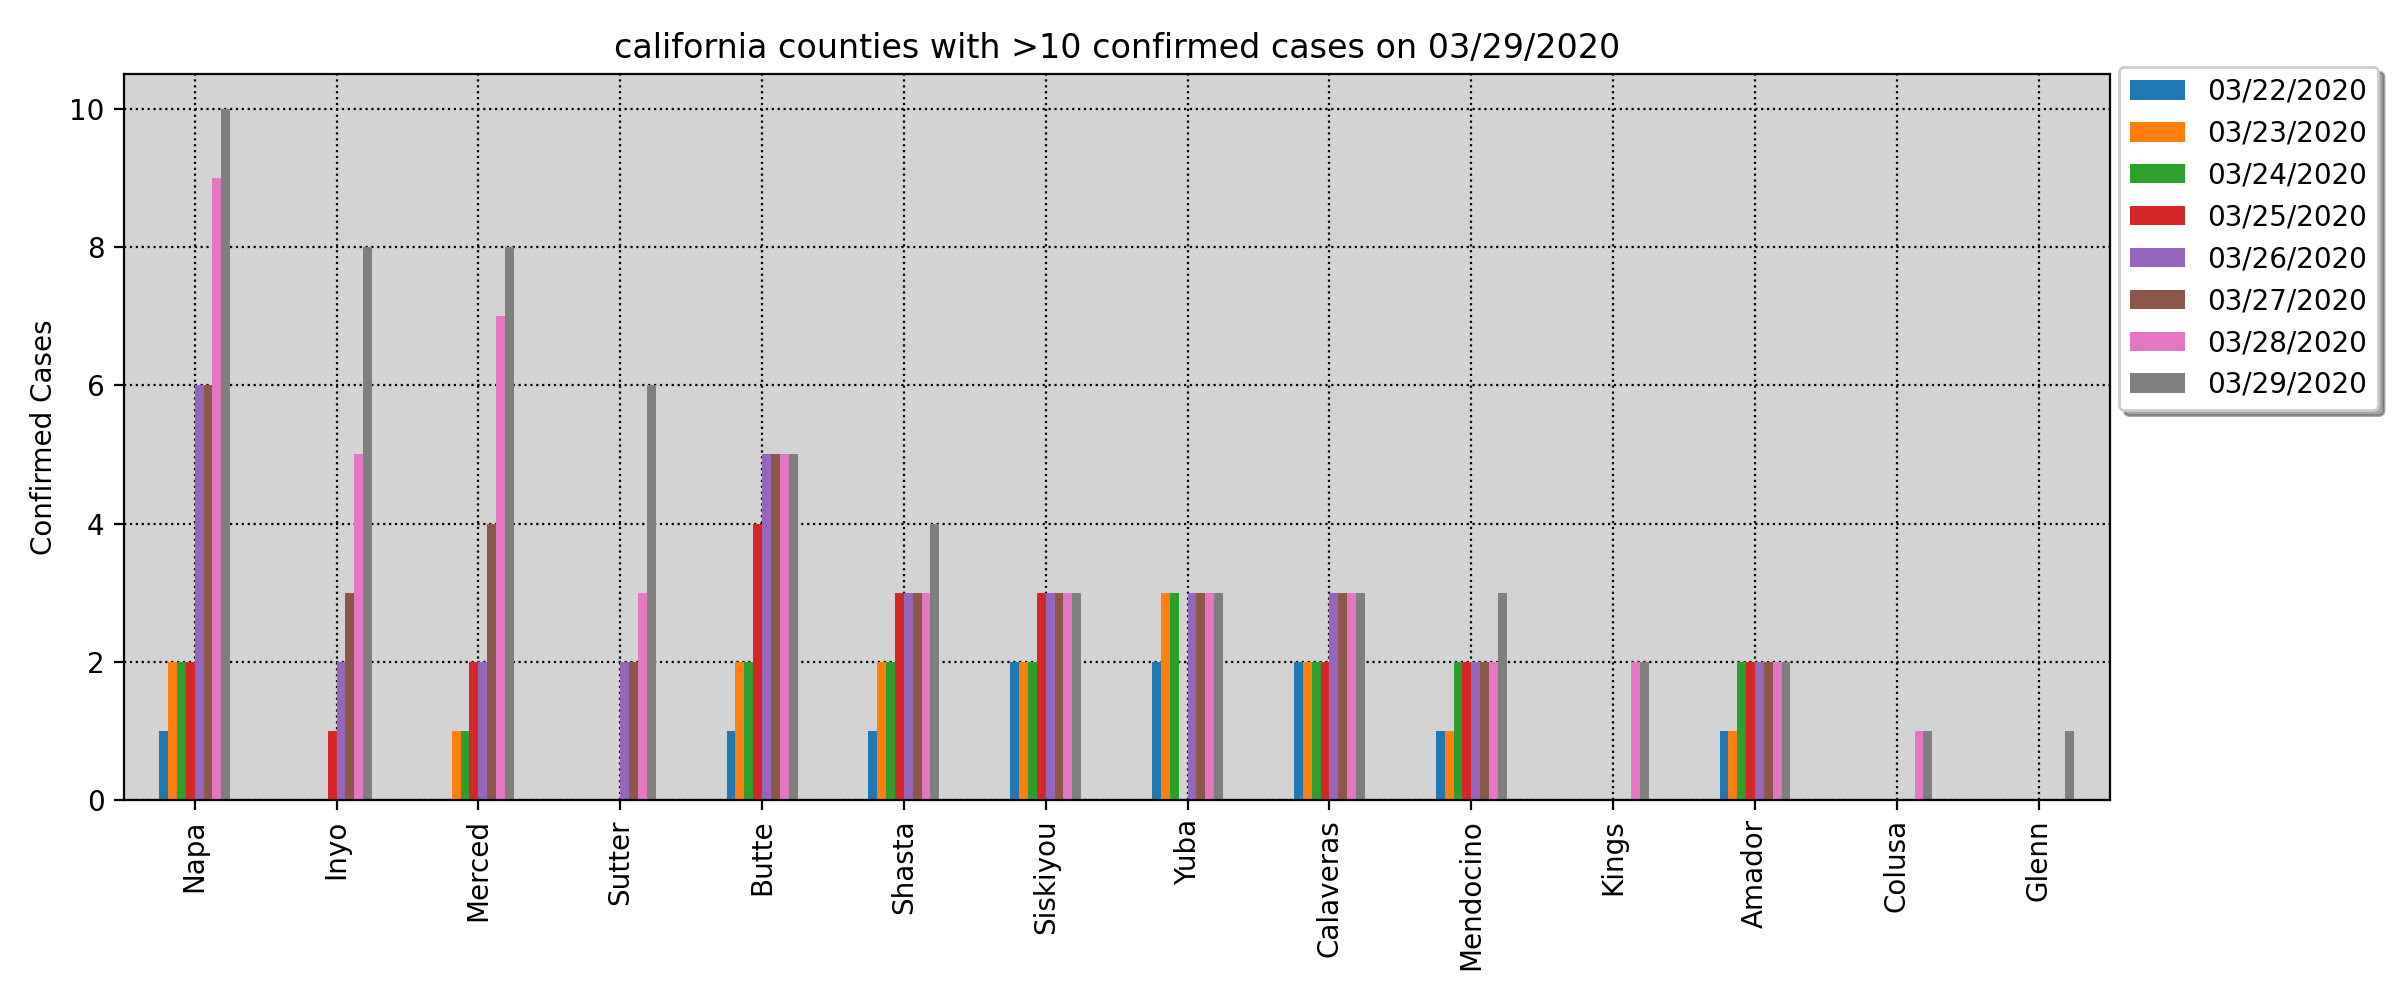 california counties with >10 confirmed cases on 03/29/2020
Confirmed Cases
10
8
6
4
2
0
Napa
Inyo
Merced
Sutter
Butte
Shasta
Siskiyou
Yuba
Calaveras
Mendocino
Kings
Amador
Colusa
Glenn
03/22/2020
03/23/2020
03/24/2020
03/25/2020
03/26/2020
03/27/2020
03/28/2020
03/29/2020